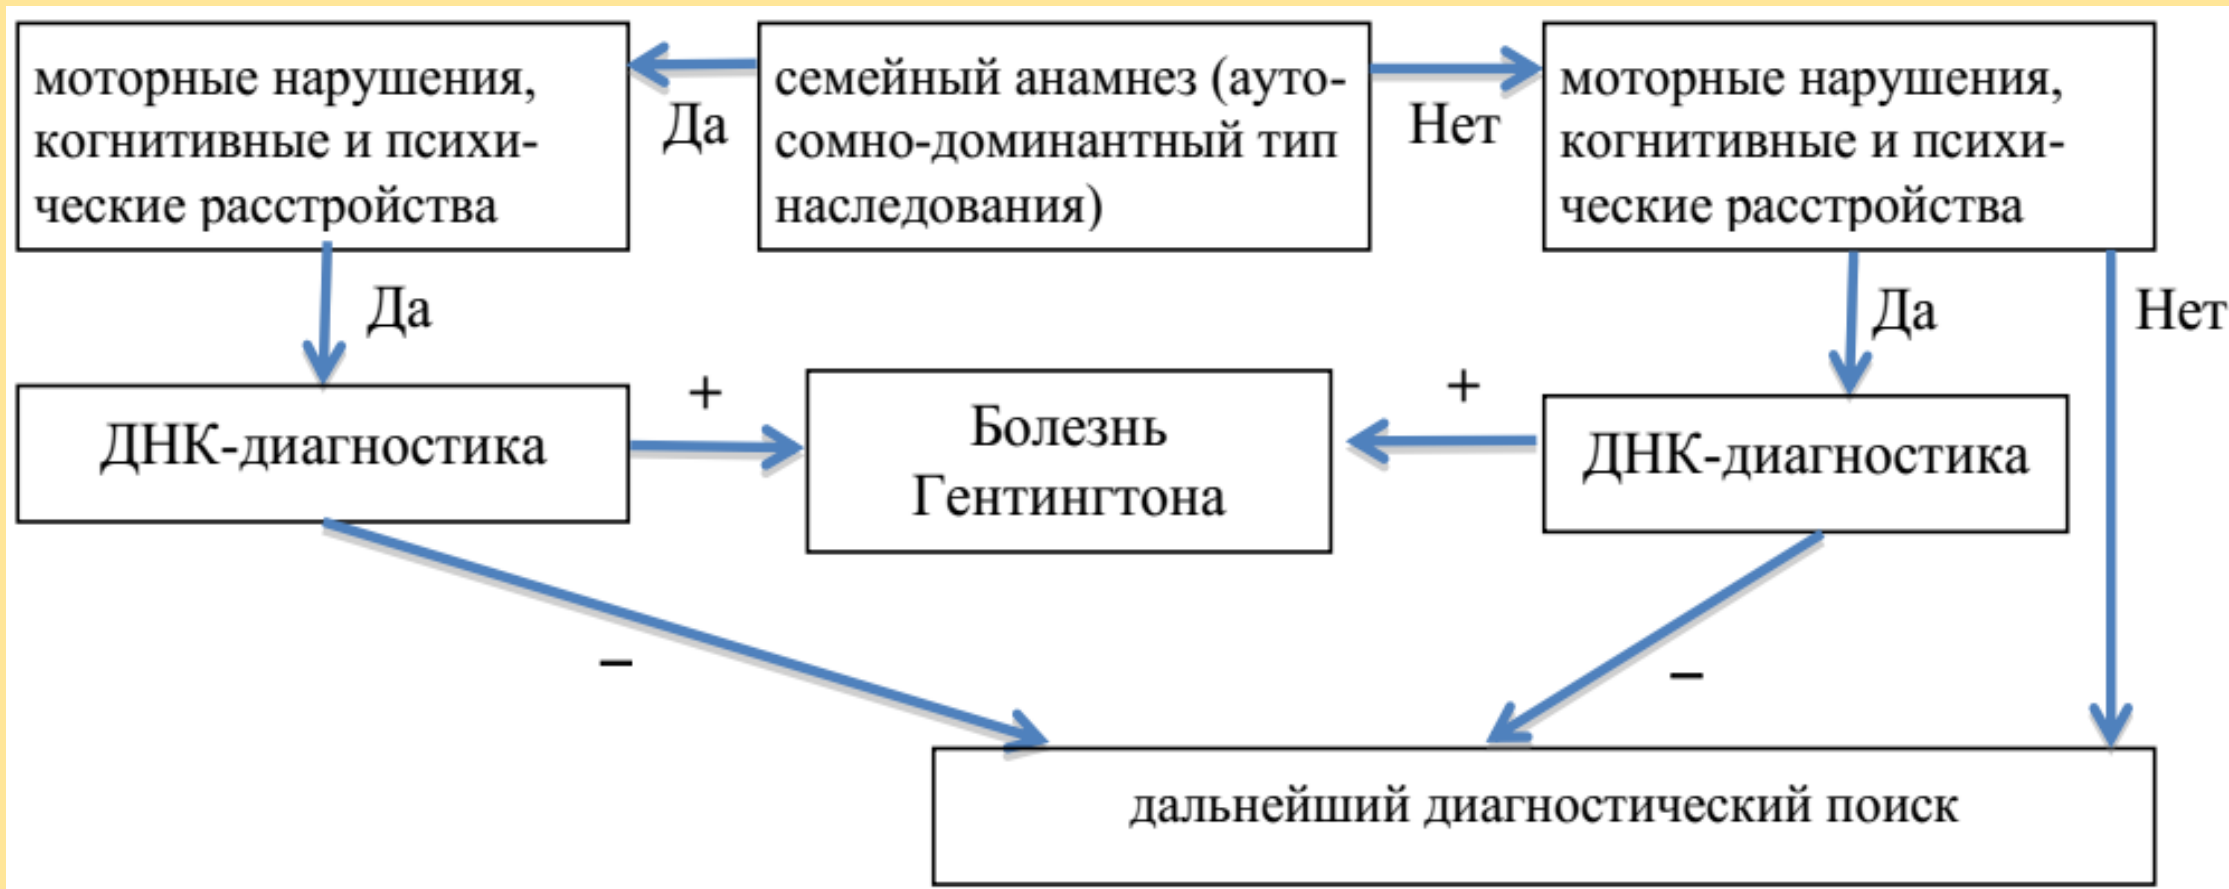 моторные нарушения,
когнитивные и психи-
ческие расстройства
Да
семейный анамнез (ауто-
сомно-доминантный тип
наследования)
Нет
моторные нарушения,
когнитивные и психи-
ческие расстройства
Да
Да
Нет
ДНК-диагностика
+
Болезнь
Гентингтона
+
ДНК-диагностика
–
–
дальнейший диагностический поиск